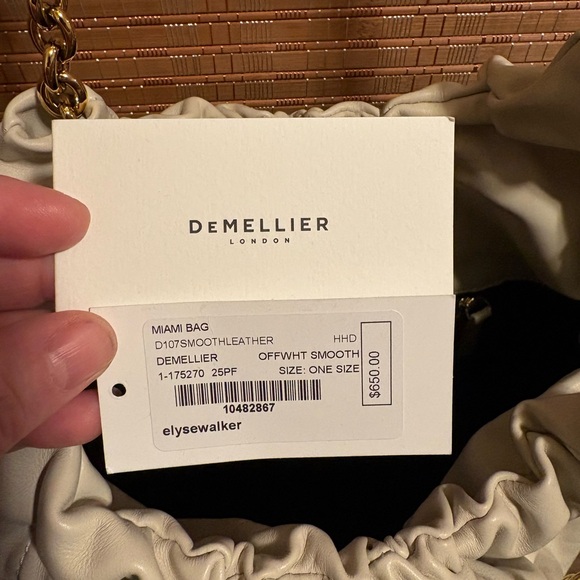 DEMELLIER
LONDON
MIAMI BAG
D107SMOOTHLEATHER HHD
DEMELLIER OFFWHT SMOOTH
1-175270 25PF SIZE: ONE SIZE
$650.00
10482867
elysewalker